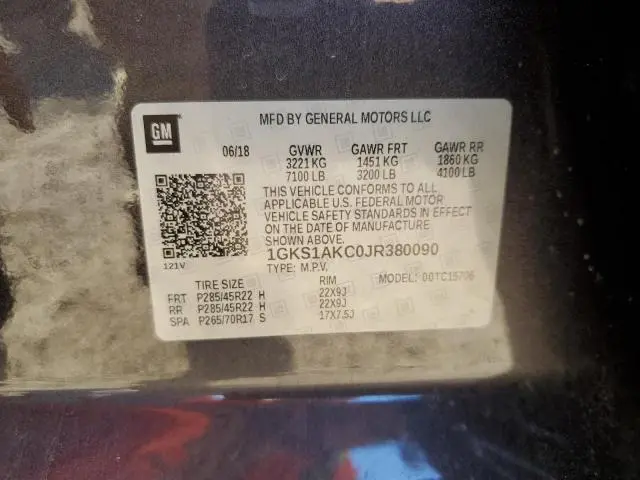 GM
MFD BY GENERAL MOTORS LLC
06/18 GVWR GAWR FRT GAWR RR
3221 KG 1451 KG 1860 KG
7100 LB 3200 LB 4100 LB
THIS VEHICLE CONFORMS TO ALL
APPLICABLE U.S. FEDERAL MOTOR
VEHICLE SAFETY STANDARDS IN EFFECT
ON THE DATE OF MANUFACTURE
SHOWN ABOVE.
1GKS1AKC0JR380090
121V
TYPE: M.P.V. MODEL: 00TC15706
TIRE SIZE RIM
FRT P285/45R22 H 22X9J
RR P285/45R22 H 22X9J
SPA P265/70R17 S 17X7.5J